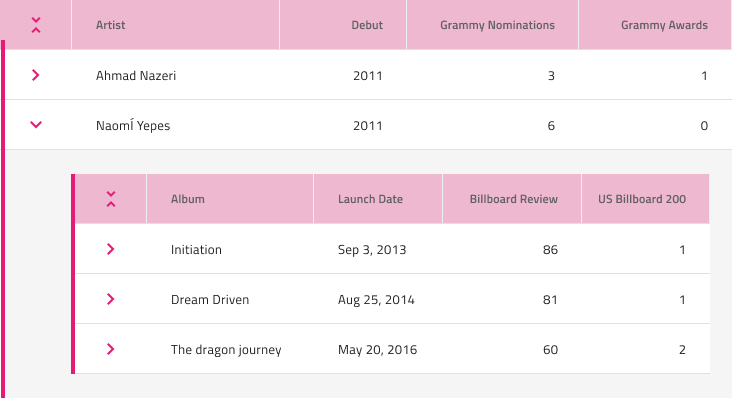 Artist Debut Grammy Nominations Grammy Awards
Ahmad Nazeri 2011 3 1
NaomÍ Yepes 2011 6 0
Album Launch Date Billboard Review US Billboard 200
Initiation Sep 3, 2013 86 1
Dream Driven Aug 25, 2014 81 1
The dragon journey May 20, 2016 60 2